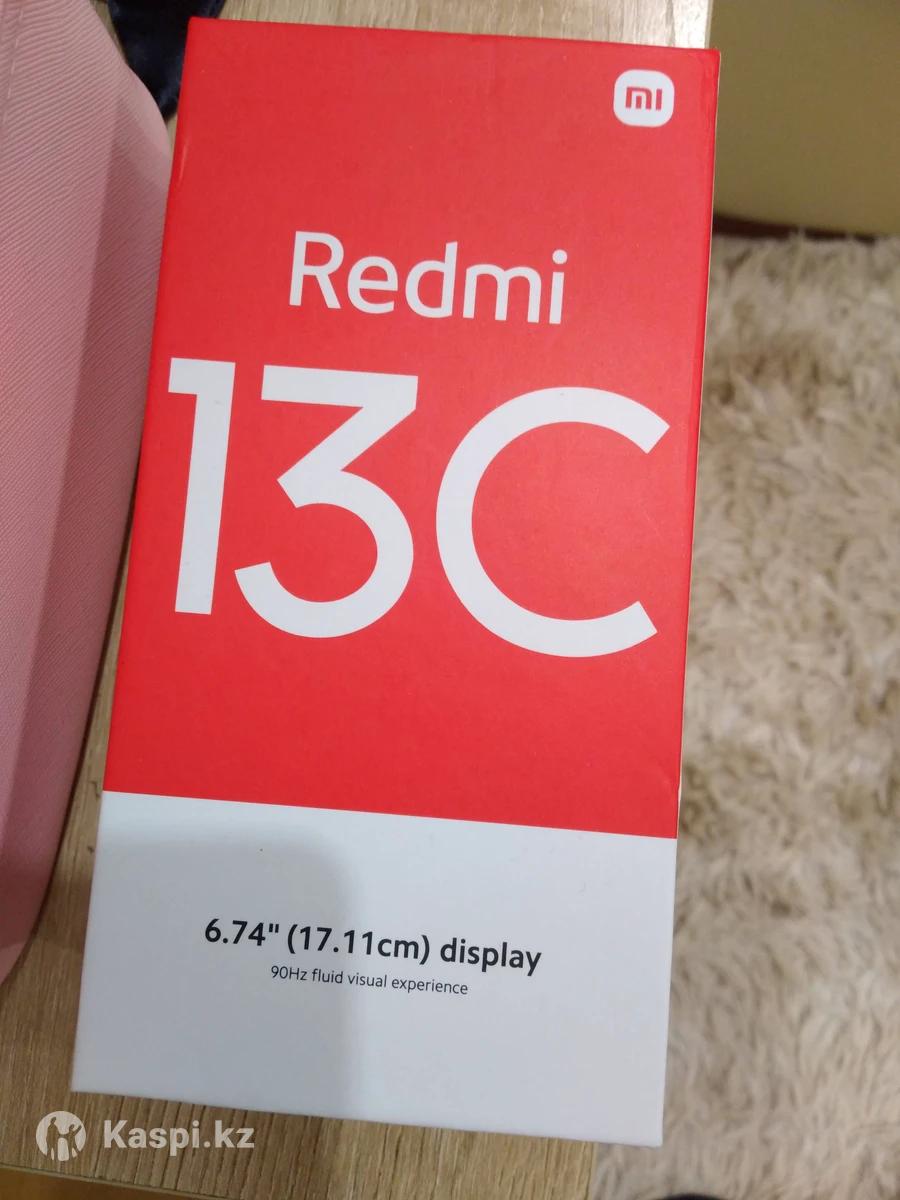 mi
Redmi
13C
6.74" (17.11cm) display
90Hz fluid visual experience
Kaspi.kz